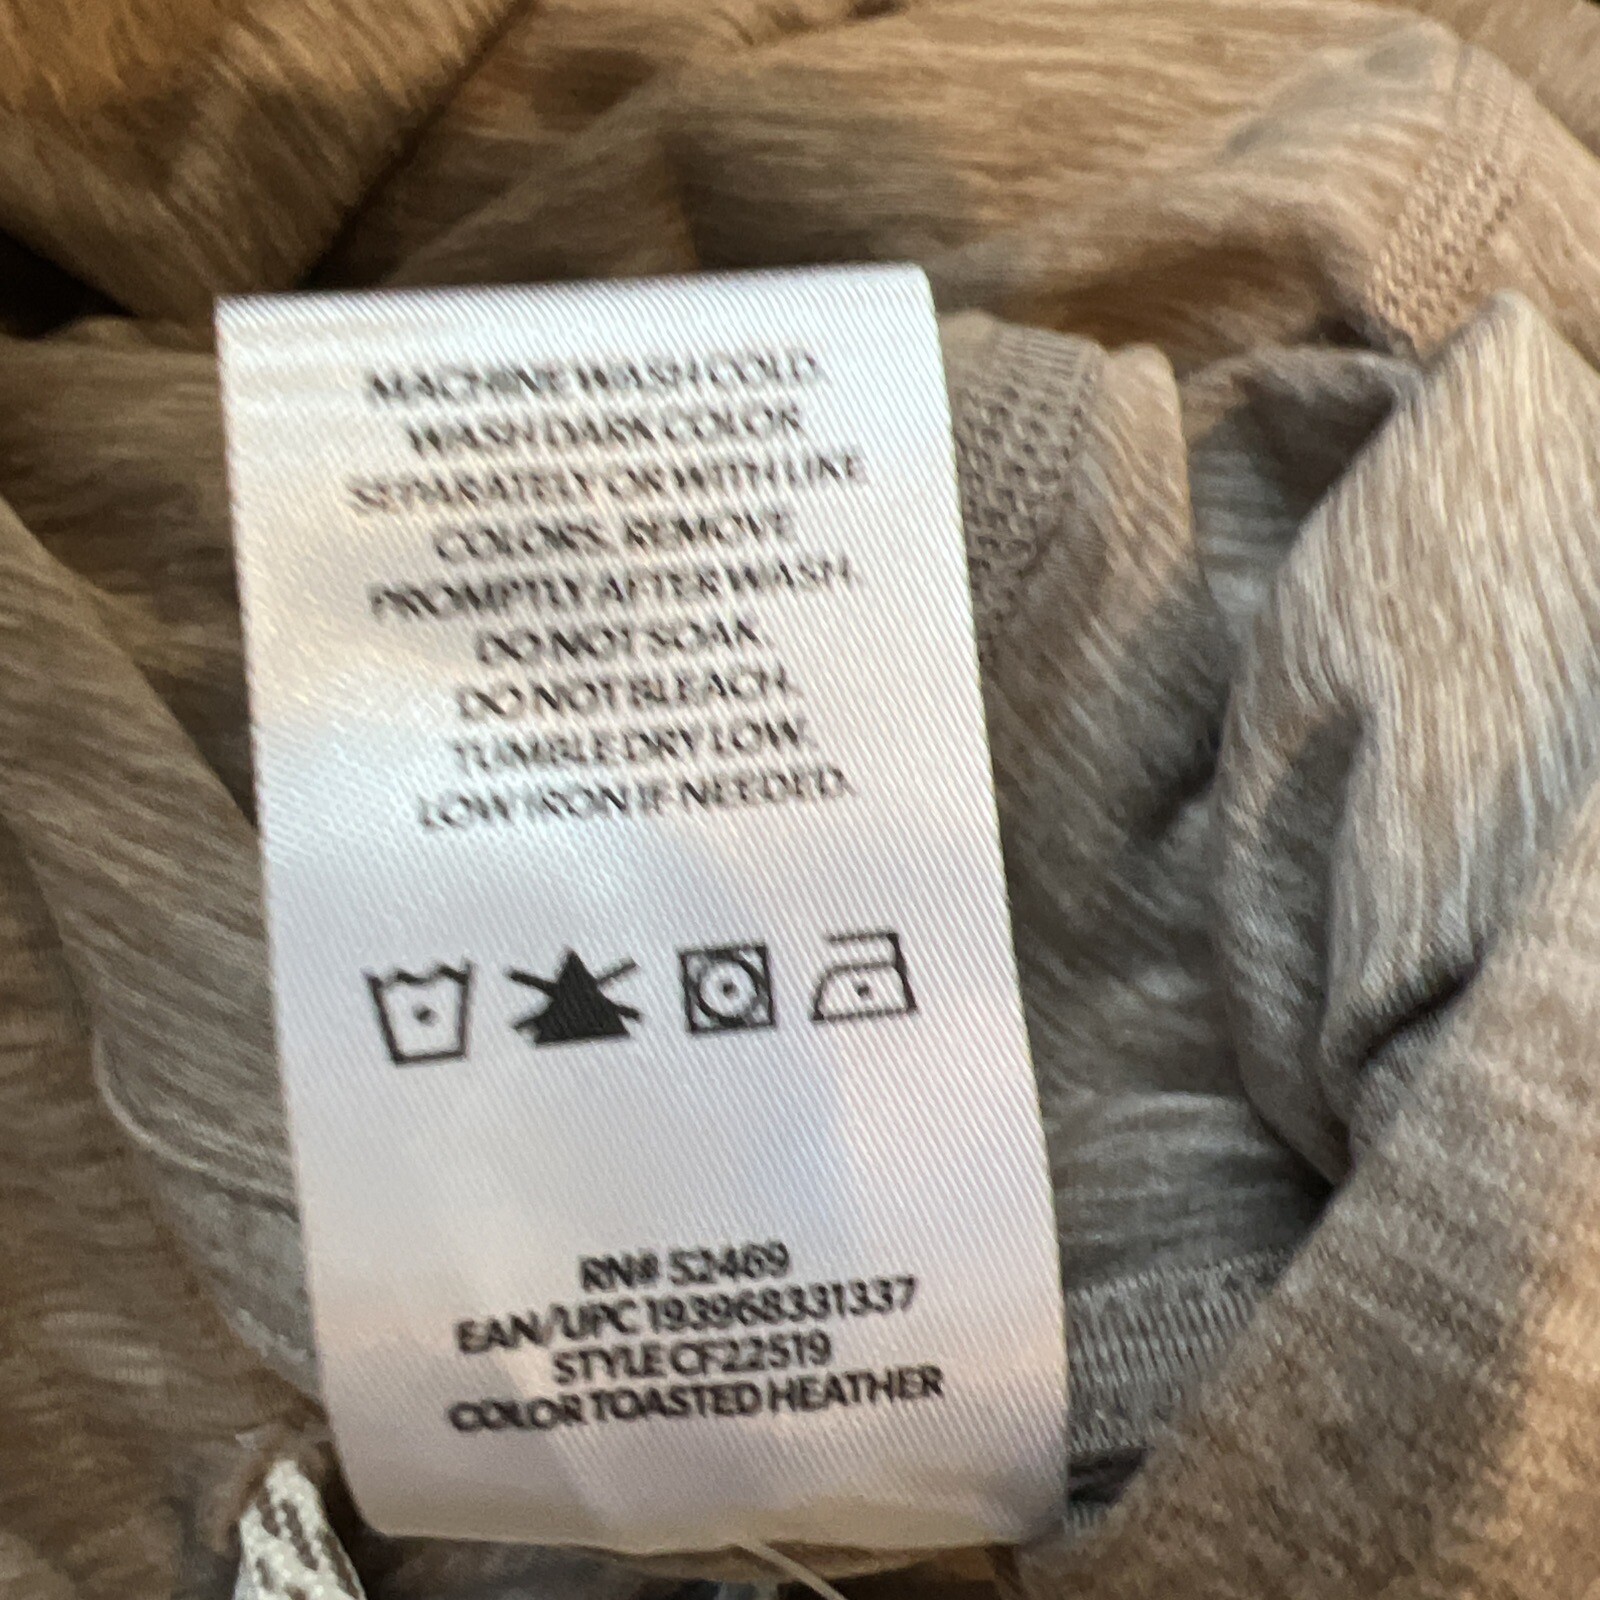 MACHINE WASH COLD.
WASH DARK COLOR
SEPARATELY OR WITH LIKE
COLORS. REMOVE
PROMPTLY AFTER WASH.
DO NOT SOAK.
DO NOT BLEACH.
TUMBLE DRY LOW.
LOW IRON IF NEEDED.
RN# 52469
EAN/UPC 193968331337
STYLE CF22519
COLOR TOASTED HEATHER